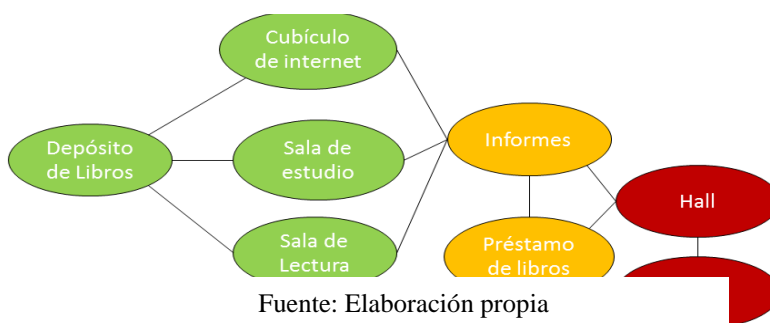 Cubículo
de internet
Depósito
de Libros
Sala de
estudio
Informes
Sala de
Lectura
Préstamo
de libros
Hall
Fuente: Elaboración propia